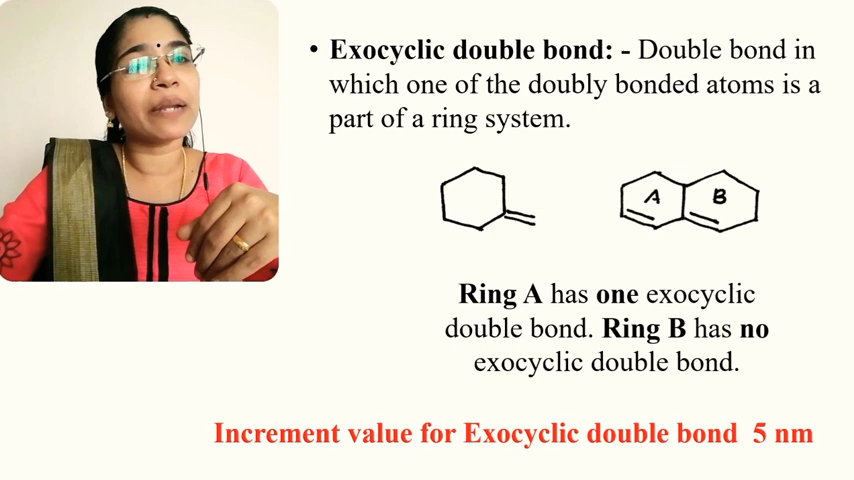 • Exocyclic double bond: - Double bond in
which one of the doubly bonded atoms is a
part of a ring system.
A B
Ring A has one exocyclic
double bond. Ring B has no
exocyclic double bond.
Increment value for Exocyclic double bond 5 nm